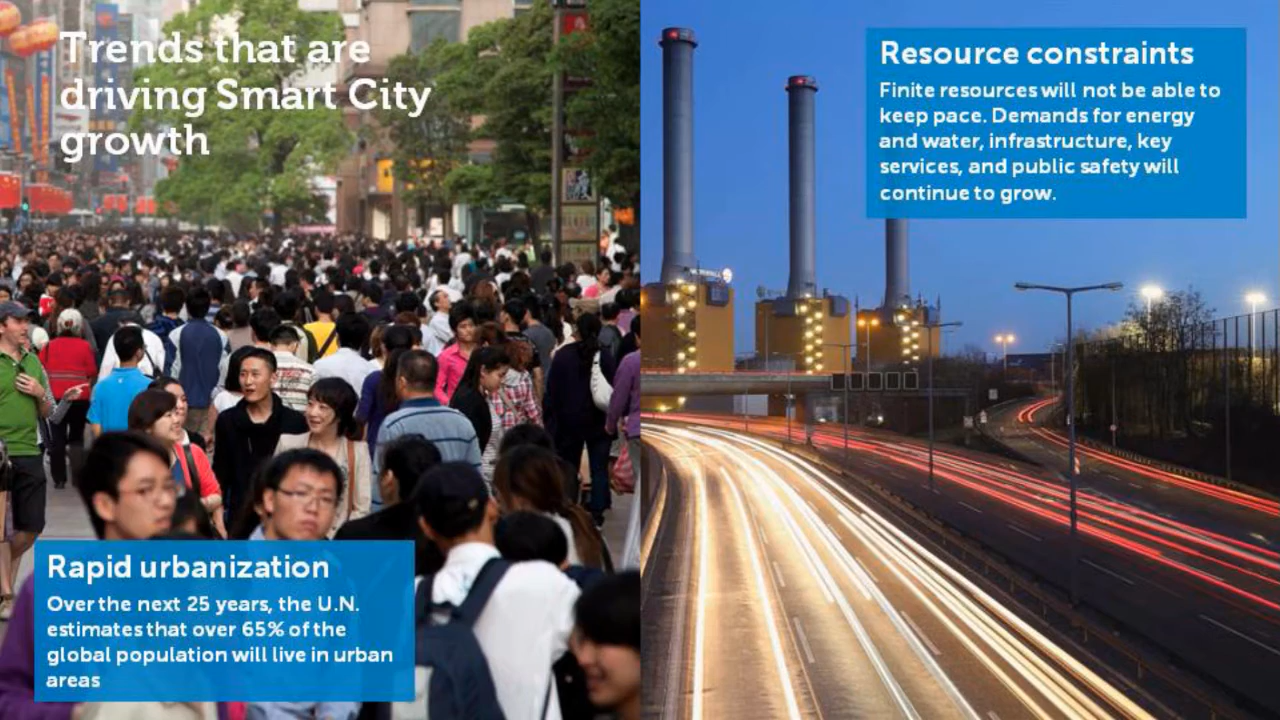 Trends that are
driving Smart City
growth
Resource constraints
Finite resources will not be able to
keep pace. Demands for energy
and water, infrastructure, key
services, and public safety will
continue to grow.
Rapid urbanization
Over the next 25 years, the U.N.
estimates that over 65% of the
global population will live in urban
areas